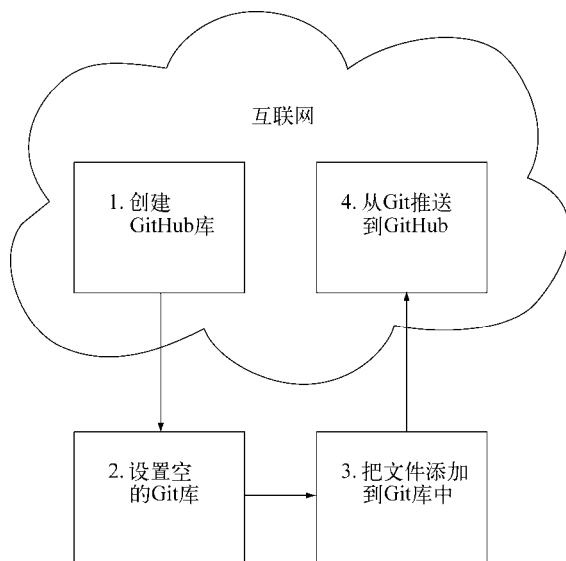 互联网
1. 创建
GitHub库
4. 从Git推送
到GitHub
2. 设置空
的Git库
3. 把文件添加
到Git库中